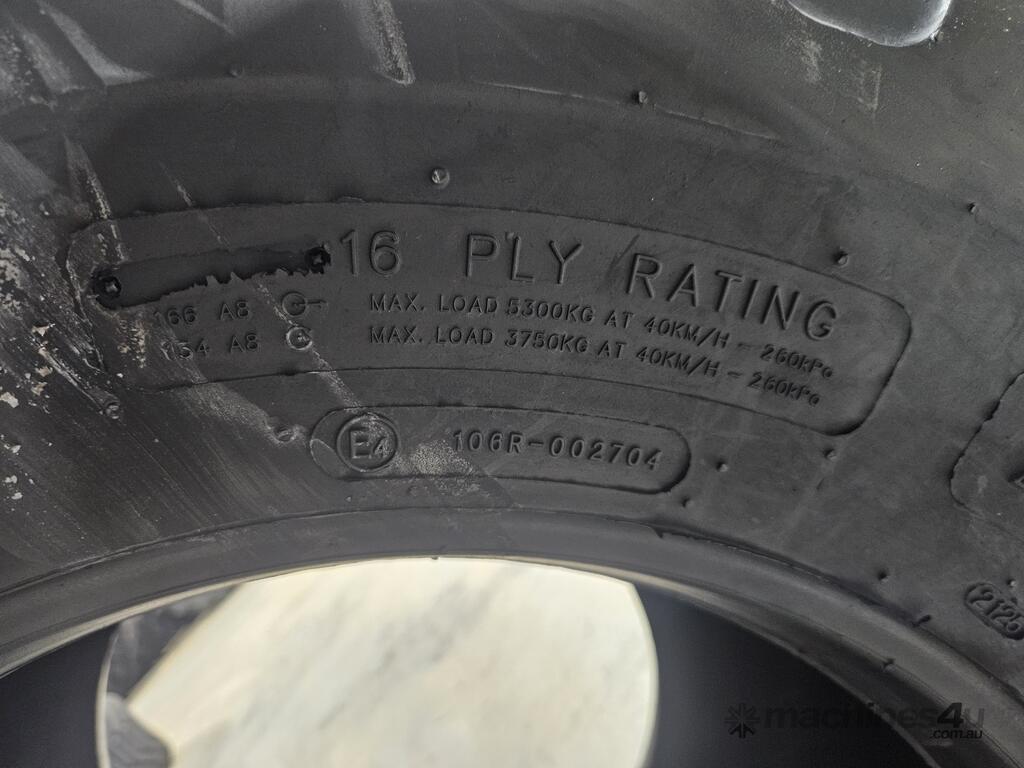 16 PLY RATING
166 A8 G MAX. LOAD 5300KG AT 40KM/H - 260kPa
154 A8 G MAX. LOAD 3750KG AT 40KM/H - 260kPa
E4 106R-002704
2125
machines4u
.com.au